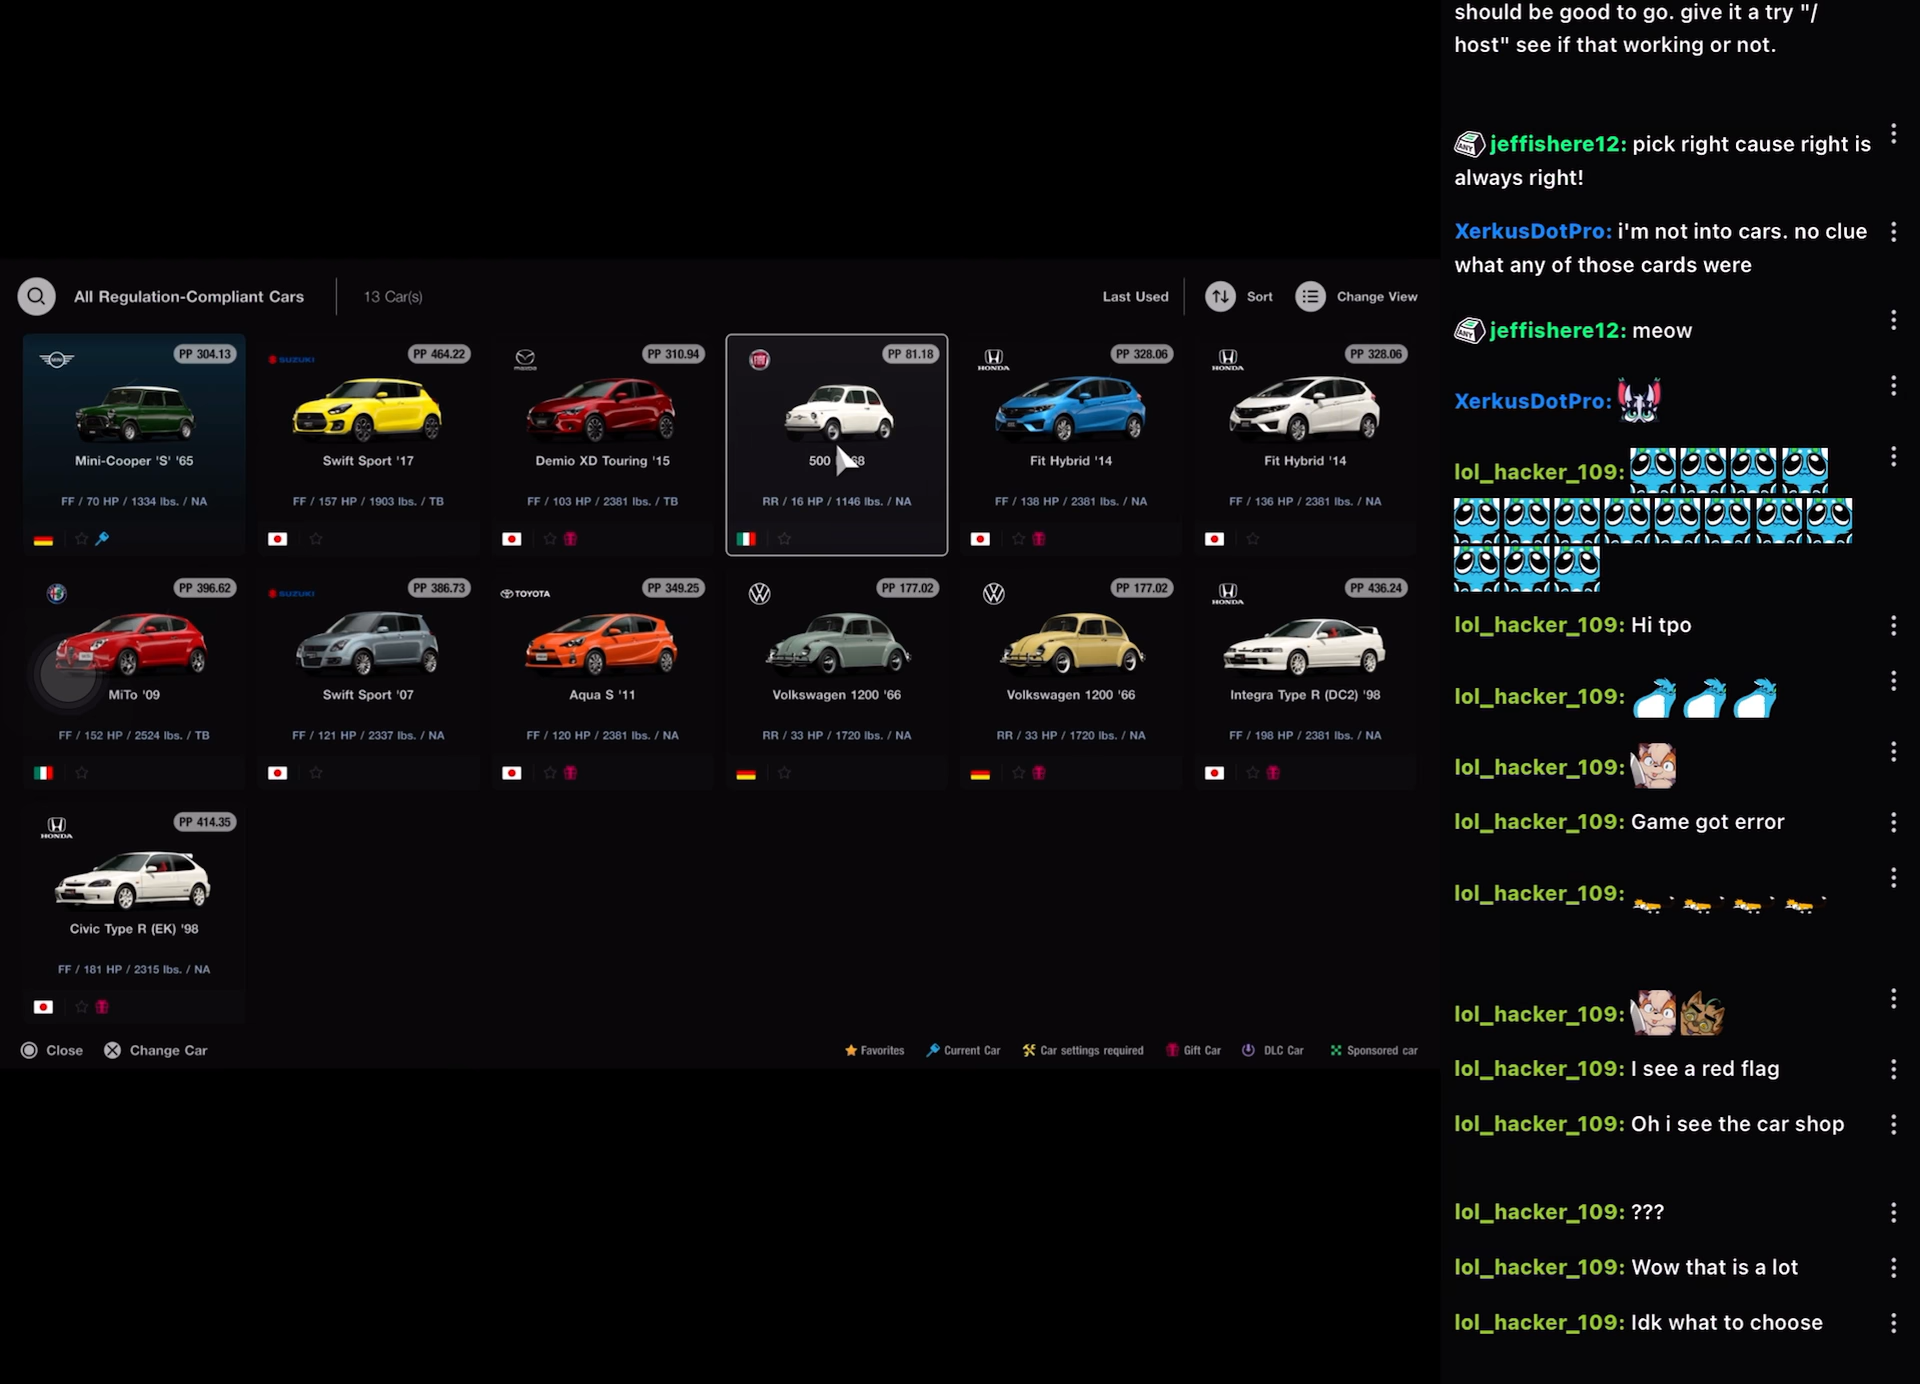 All Regulation-Compliant Cars
13 Car(s)
Last Used
Sort
Change View
MINI
PP 304.13
Mini-Cooper 'S' '65
FF / 70 HP / 1334 lbs. / NA
SUZUKI
PP 464.22
Swift Sport '17
FF / 157 HP / 1903 lbs. / TB
mazda
PP 310.94
Demio XD Touring '15
FF / 103 HP / 2381 lbs. / TB
FIAT
PP 81.18
500 68
RR / 16 HP / 1146 lbs. / NA
HONDA
PP 328.06
Fit Hybrid '14
FF / 138 HP / 2381 lbs. / NA
HONDA
PP 328.06
Fit Hybrid '14
FF / 136 HP / 2381 lbs. / NA
PP 396.62
MiTo '09
FF / 152 HP / 2524 lbs. / TB
SUZUKI
PP 386.73
Swift Sport '07
FF / 121 HP / 2337 lbs. / NA
TOYOTA
PP 349.25
Aqua S '11
FF / 120 HP / 2381 lbs. / NA
PP 177.02
Volkswagen 1200 '66
RR / 33 HP / 1720 lbs. / NA
PP 177.02
Volkswagen 1200 '66
RR / 33 HP / 1720 lbs. / NA
HONDA
PP 436.24
Integra Type R (DC2) '98
FF / 198 HP / 2381 lbs. / NA
HONDA
PP 414.35
Civic Type R (EK) '98
FF / 181 HP / 2315 lbs. / NA
Close
Change Car
Favorites
Current Car
Car settings required
Gift Car
DLC Car
Sponsored car
should be good to go. give it a try "/
host" see if that working or not.
ANY jeffishere12: pick right cause right is
always right!
XerkusDotPro: i'm not into cars. no clue
what any of those cards were
ANY jeffishere12: meow
XerkusDotPro:
lol_hacker_109:
lol_hacker_109: Hi tpo
lol_hacker_109:
lol_hacker_109:
lol_hacker_109: Game got error
lol_hacker_109:
lol_hacker_109:
lol_hacker_109: I see a red flag
lol_hacker_109: Oh i see the car shop
lol_hacker_109: ???
lol_hacker_109: Wow that is a lot
lol_hacker_109: Idk what to choose